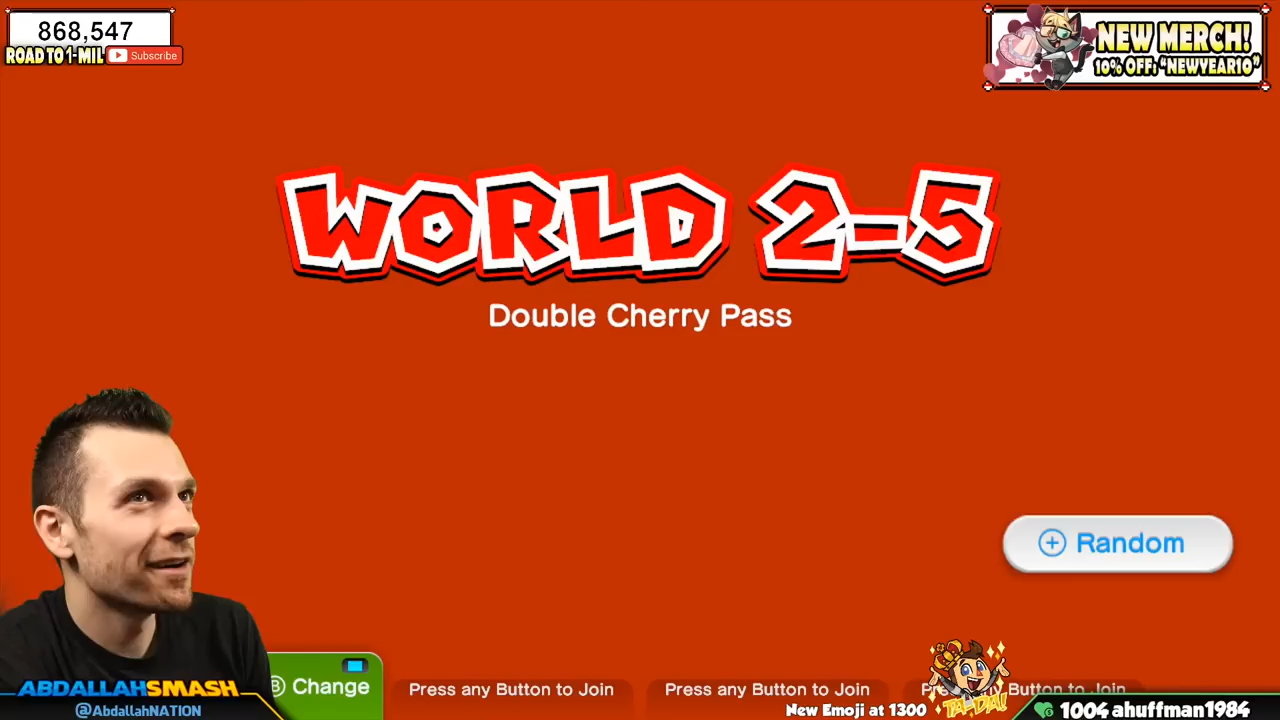 868,547
ROAD TO 1-MIL
Subscribe
NEW MERCH!
10% OFF: "NEWYEAR10"
WORLD 2-5
Double Cherry Pass
+ Random
ABDALLAHSMASH
@AbdallahNATION
B Change
Press any Button to Join
Press any Button to Join
Button to Join
TA-DA!
New Emoji at 1300
1004 ahuffman1984